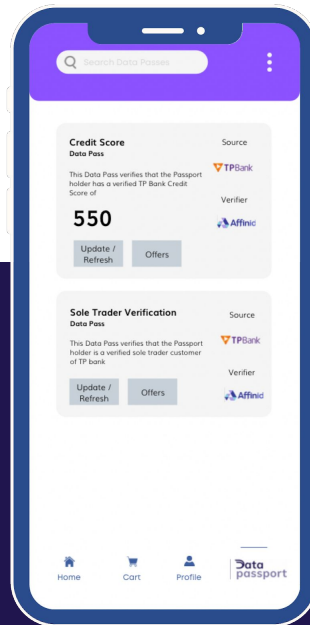 Search Data Passes
Credit Score
Data Pass
This Data Pass verifies that the Passport
holder has a verified TP Bank Credit
Score of
550
Update /
Refresh
Offers
Source
TPBank
Verifier
Affinid
Sole Trader Verification
Data Pass
This Data Pass verifies that the Passport
holder is a verified sole trader customer
of TP bank
Update /
Refresh
Offers
Source
TPBank
Verifier
Affinid
Home
Cart
Profile
Data
passport